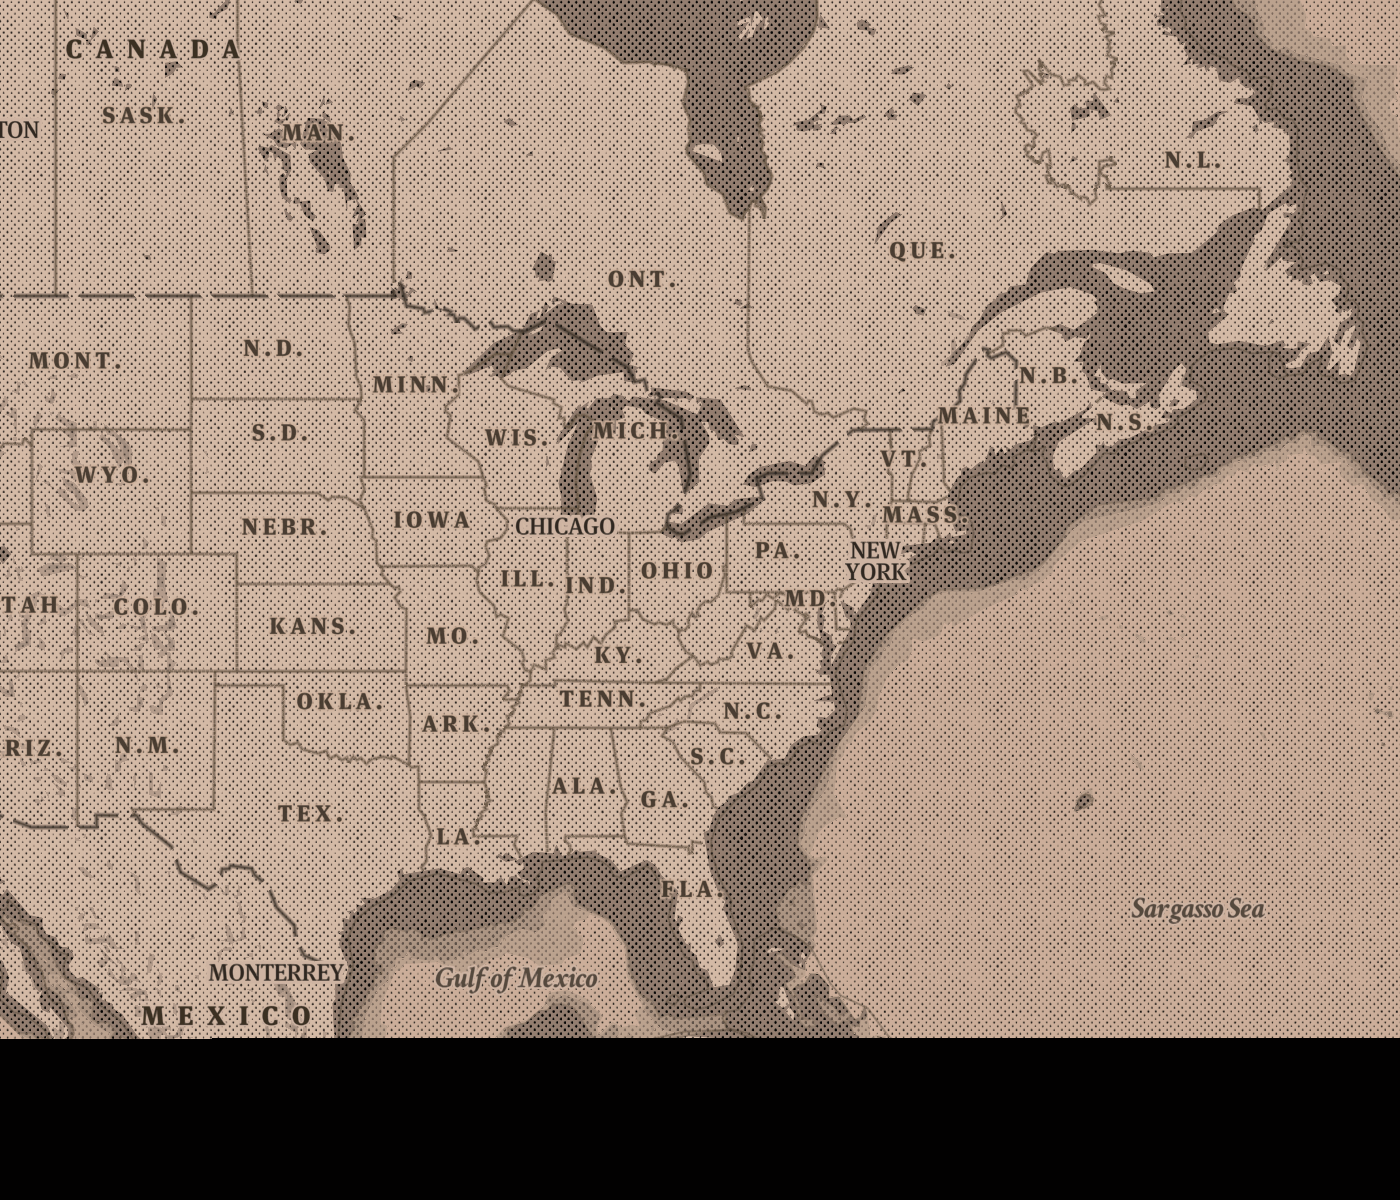 CANADA
SASK.
TON
MAN.
N.L.
QUE.
ONT.
N.D.
MONT.
MINN.
N.B.
MAINE
N.S.
S.D.
WIS.
MICH.
VT.
WYO.
N.Y.
MASS.
IOWA
NEBR.
CHICAGO
PA.
NEW
YORK
OHIO
ILL.
IND.
MD.
TAH
COLO.
KANS.
MO.
KY.
VA.
TENN.
OKLA.
N.C.
ARK.
RIZ.
N.M.
S.C.
ALA.
GA.
TEX.
LA.
FLA.
Sargasso Sea
MONTERREY
Gulf of Mexico
MEXICO